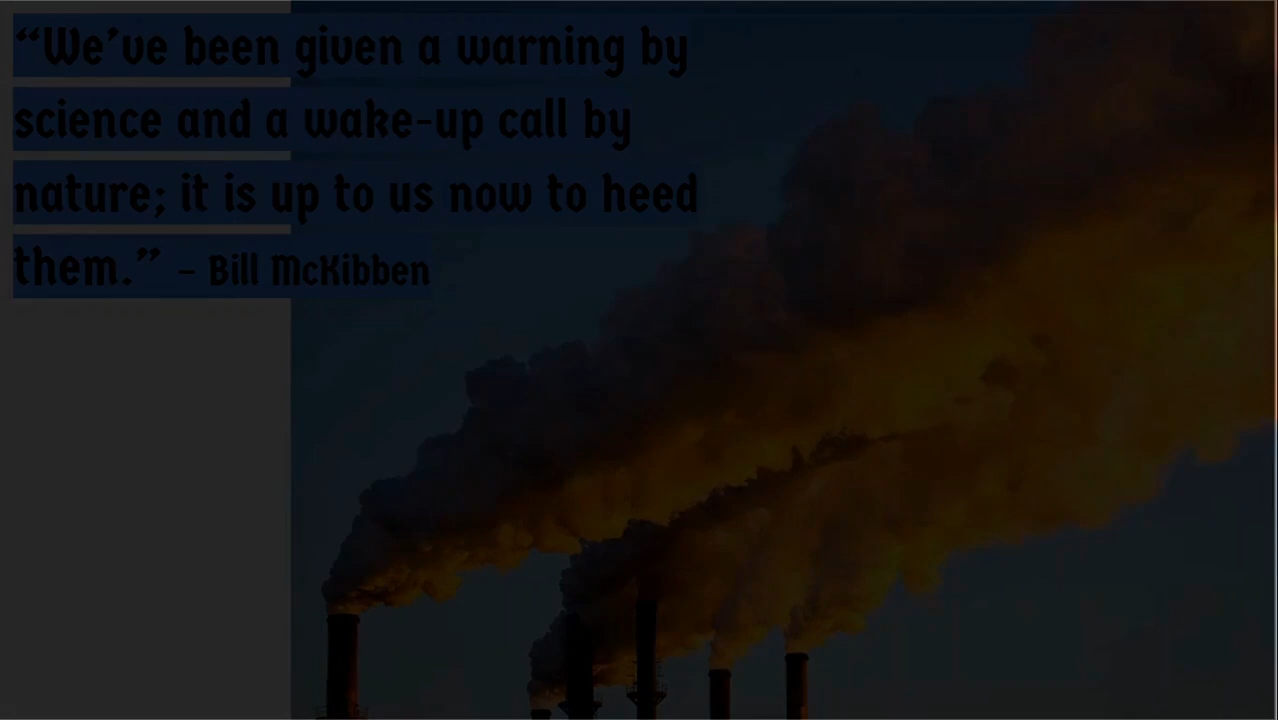 “We’ve been given a warning by
science and a wake-up call by
nature; it is up to us now to heed
them.” – Bill McKibben